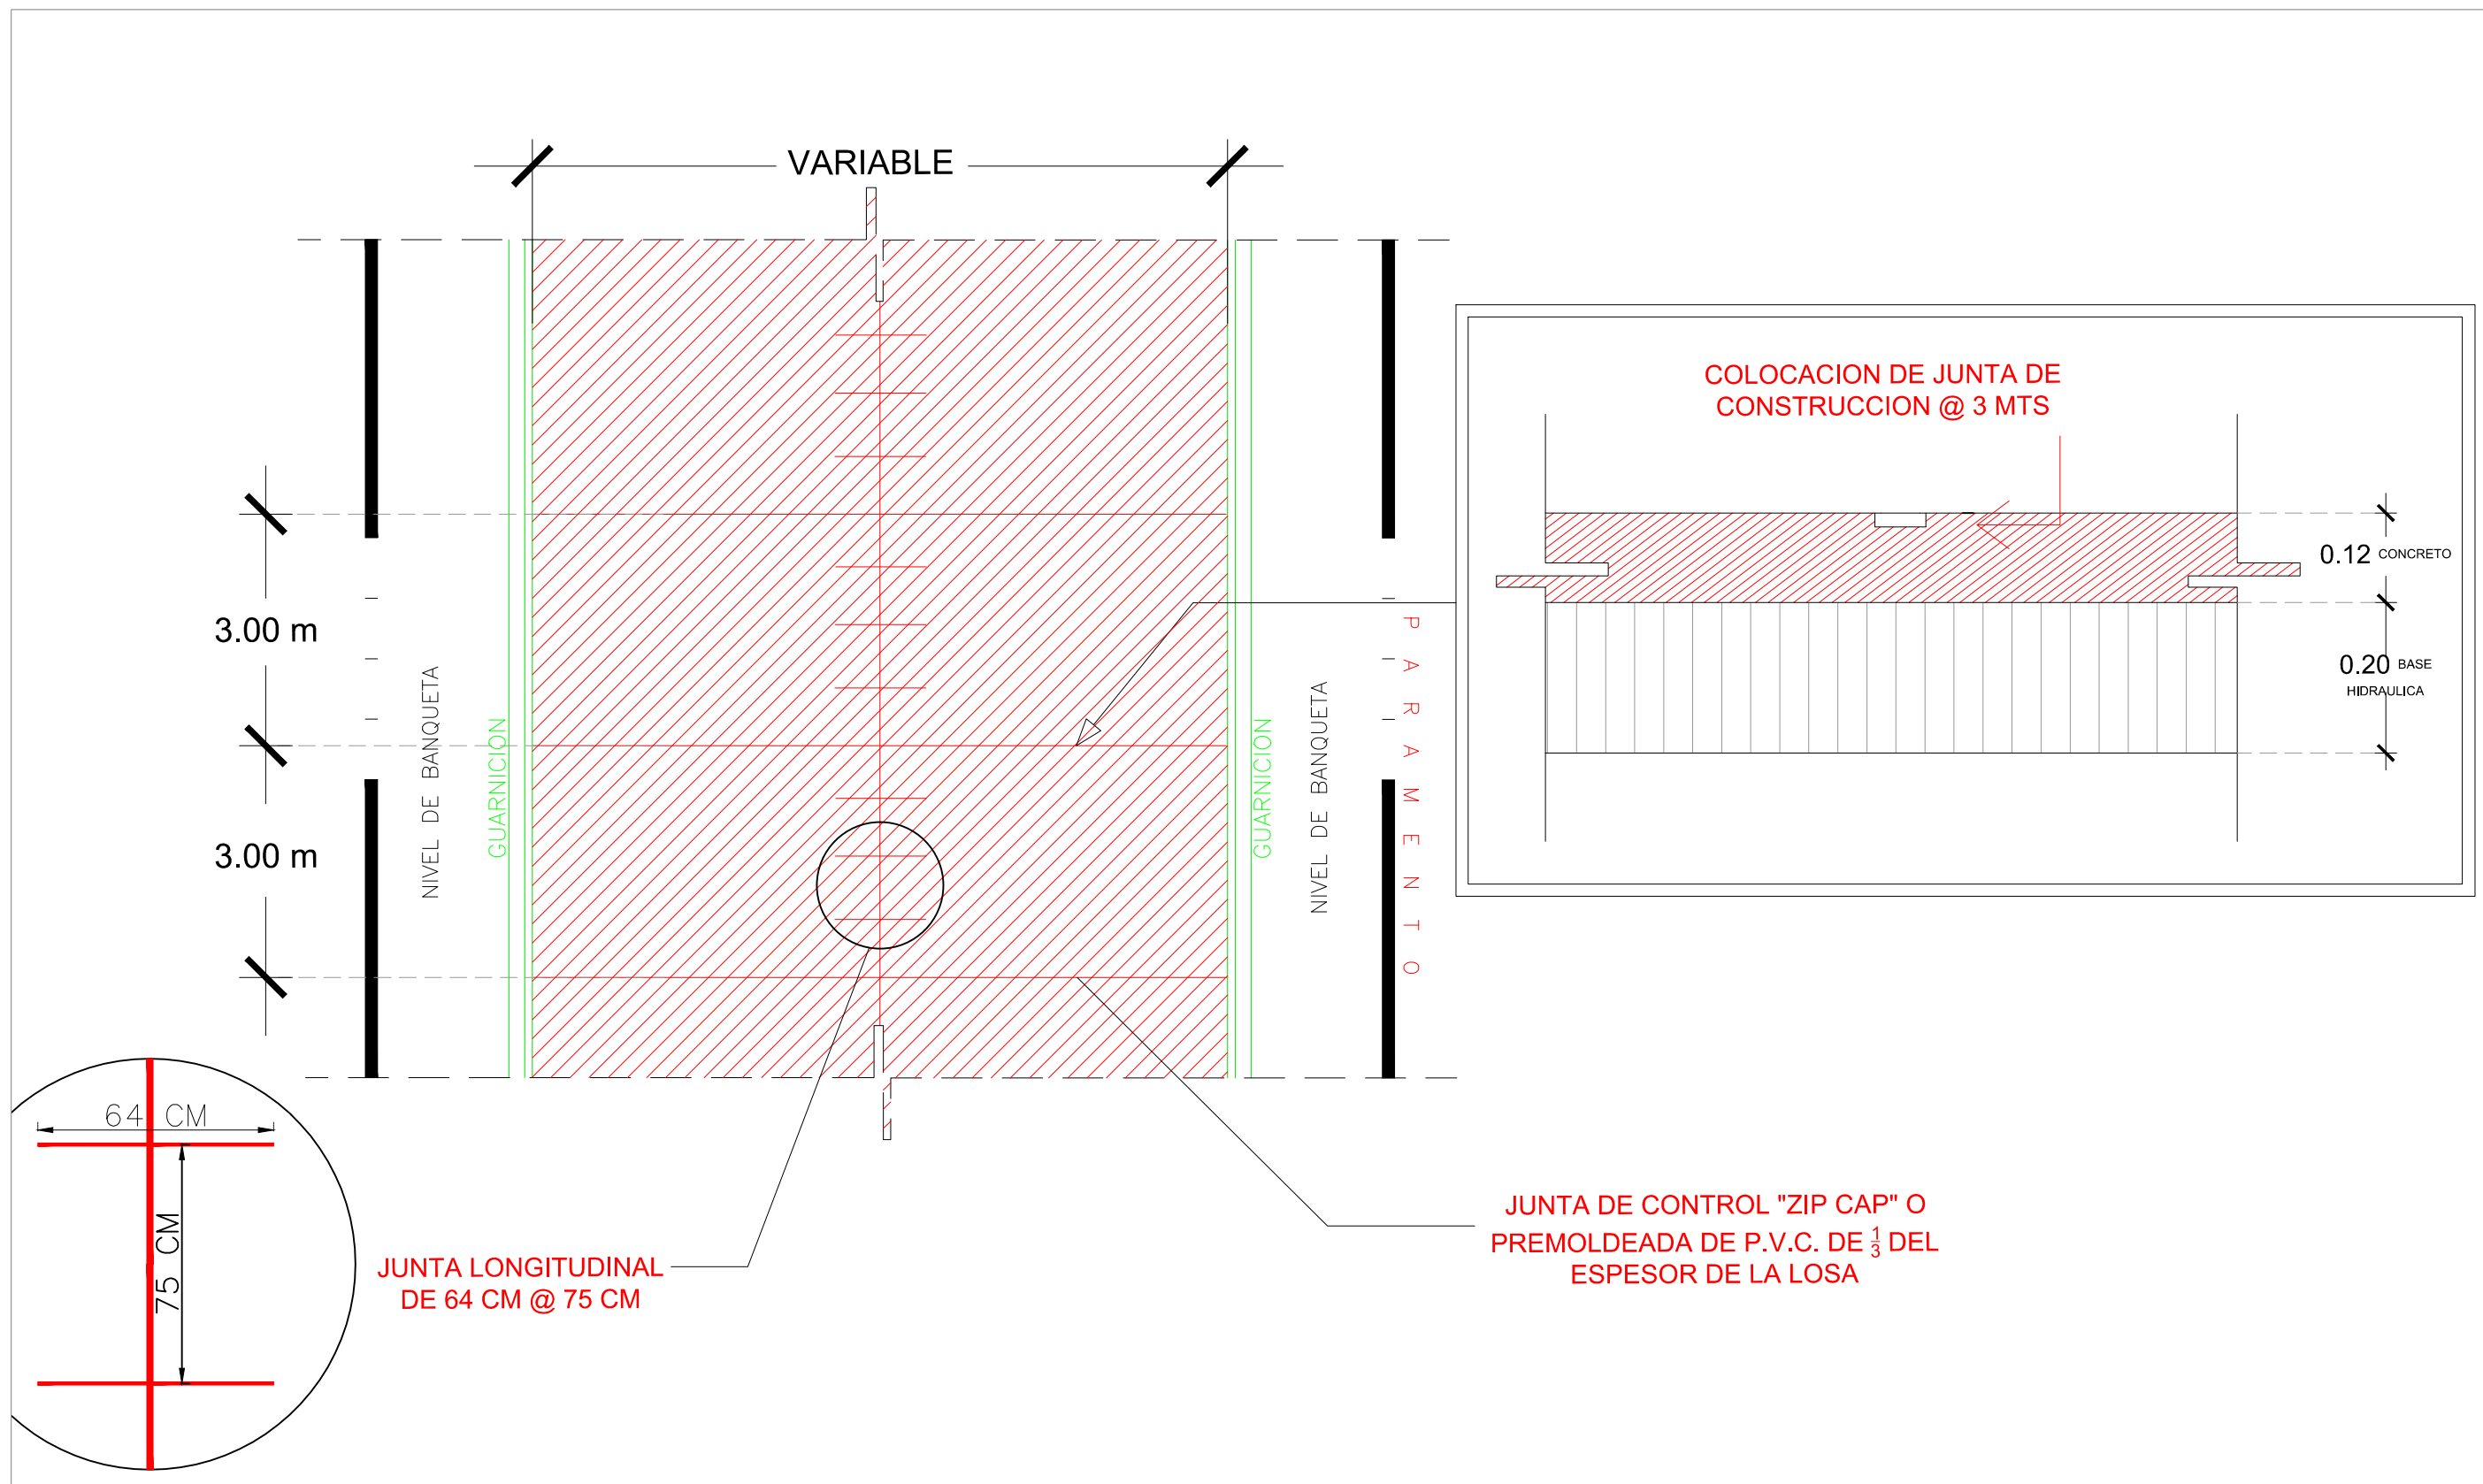 VARIABLE
COLOCACION DE JUNTA DE
CONSTRUCCION @ 3 MTS
0.12 CONCRETO
0.20 BASE
HIDRAULICA
3.00 m
3.00 m
NIVEL DE BANQUETA
GUARNICION
GUARNICION
NIVEL DE BANQUETA
PARAMENTO
64 CM
75 CM
JUNTA LONGITUDINAL
DE 64 CM @ 75 CM
JUNTA DE CONTROL "ZIP CAP" O
PREMOLDEADA DE P.V.C. DE 1/3 DEL
ESPESOR DE LA LOSA